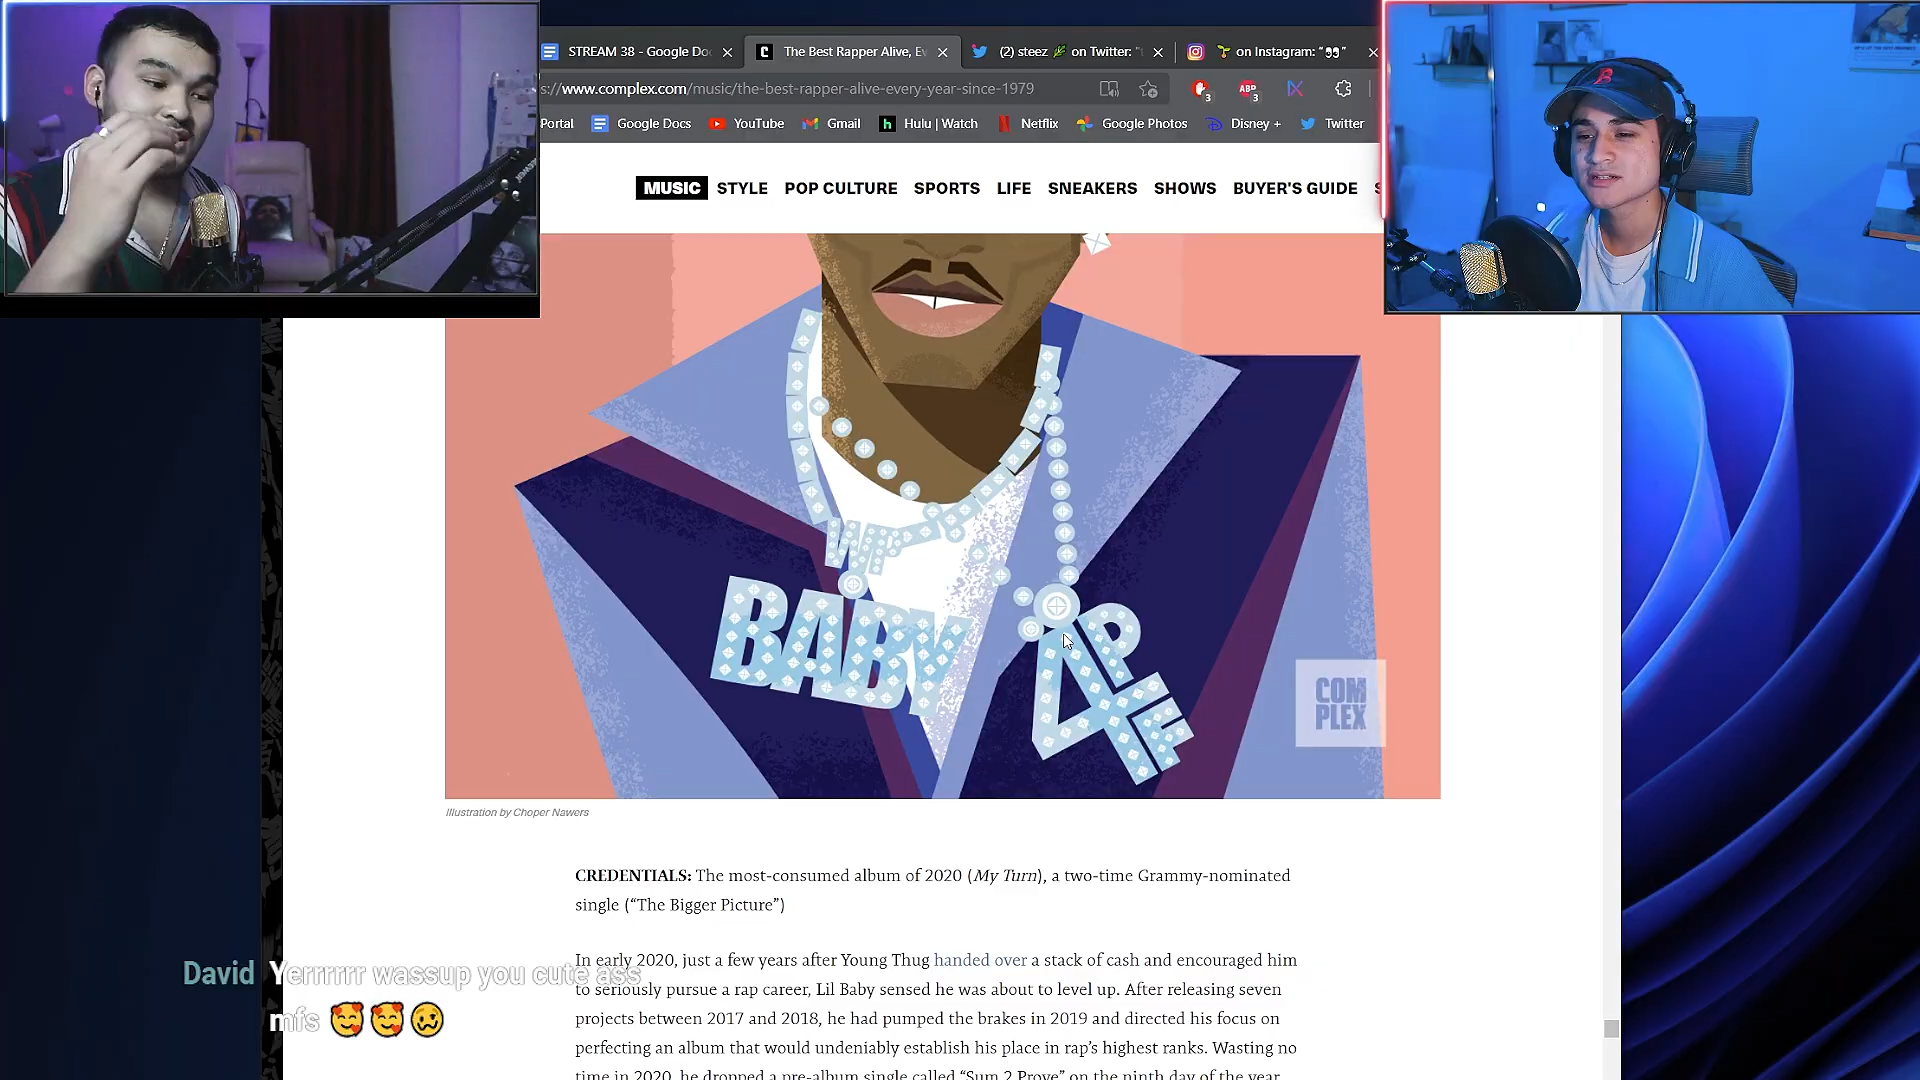 STREAM 38 - Google Do
The Best Rapper Alive, E
(2) steez on Twitter: "
on Instagram: "👀"
s://www.complex.com/music/the-best-rapper-alive-every-year-since-1979
3
ABP
3
Portal
Google Docs
YouTube
Gmail
Hulu | Watch
Netflix
Google Photos
Disney +
Twitter
MUSIC STYLE POP CULTURE SPORTS LIFE SNEAKERS SHOWS BUYER'S GUIDE S
BABY
4PF
COM
PLEX
Illustration by Choper Nawers
CREDENTIALS: The most-consumed album of 2020 (My Turn), a two-time Grammy-nominated
single (“The Bigger Picture”)
In early 2020, just a few years after Young Thug handed over a stack of cash and encouraged him
to seriously pursue a rap career, Lil Baby sensed he was about to level up. After releasing seven
projects between 2017 and 2018, he had pumped the brakes in 2019 and directed his focus on
perfecting an album that would undeniably establish his place in rap’s highest ranks. Wasting no
time in 2020, he dropped a pre-album single called “Sum 2 Prove” on the ninth day of the year
David Yerrrrrr wassup you cute ass
mfs 🥰🥰🥴